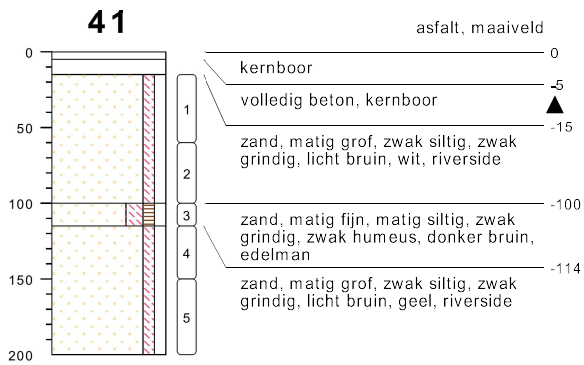 41
asfalt, maaiveld
0
0
kernboor
-5
volledig beton, kernboor
-15
zand, matig grof, zwak siltig, zwak
grindig, licht bruin, wit, riverside
1
50
2
100
-100
3
zand, matig fijn, matig siltig, zwak
grindig, zwak humeus, donker bruin,
edelman
4
-114
150
zand, matig grof, zwak siltig, zwak
grindig, licht bruin, geel, riverside
5
200